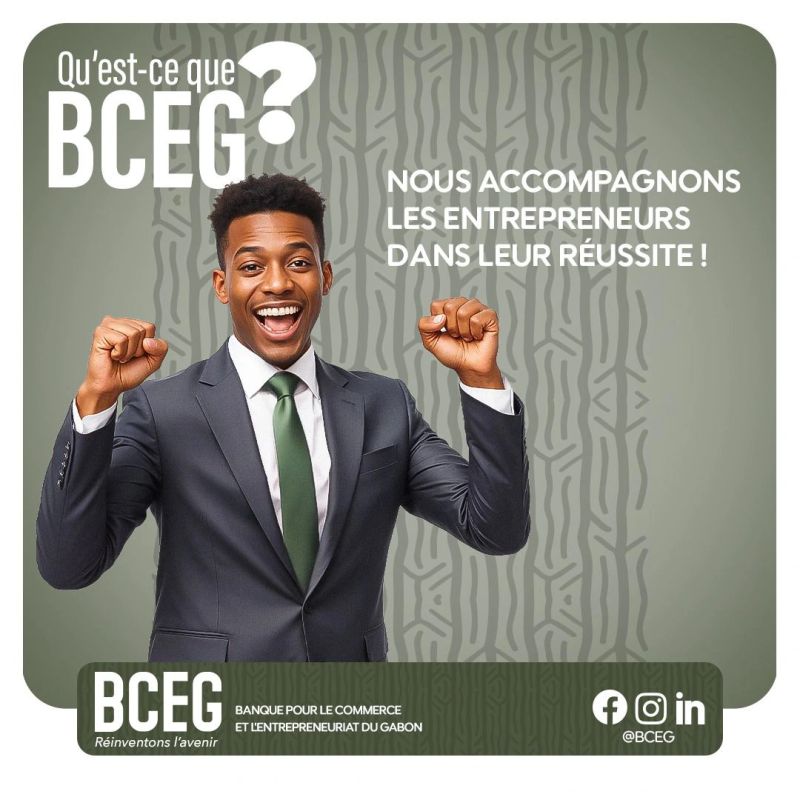 Qu'est-ce que
BCEG?
NOUS ACCOMPAGNONS
LES ENTREPRENEURS
DANS LEUR RÉUSSITE !
BCEG
Réinventons l'avenir
BANQUE POUR LE COMMERCE
ET L'ENTREPRENEURIAT DU GABON
@BCEG